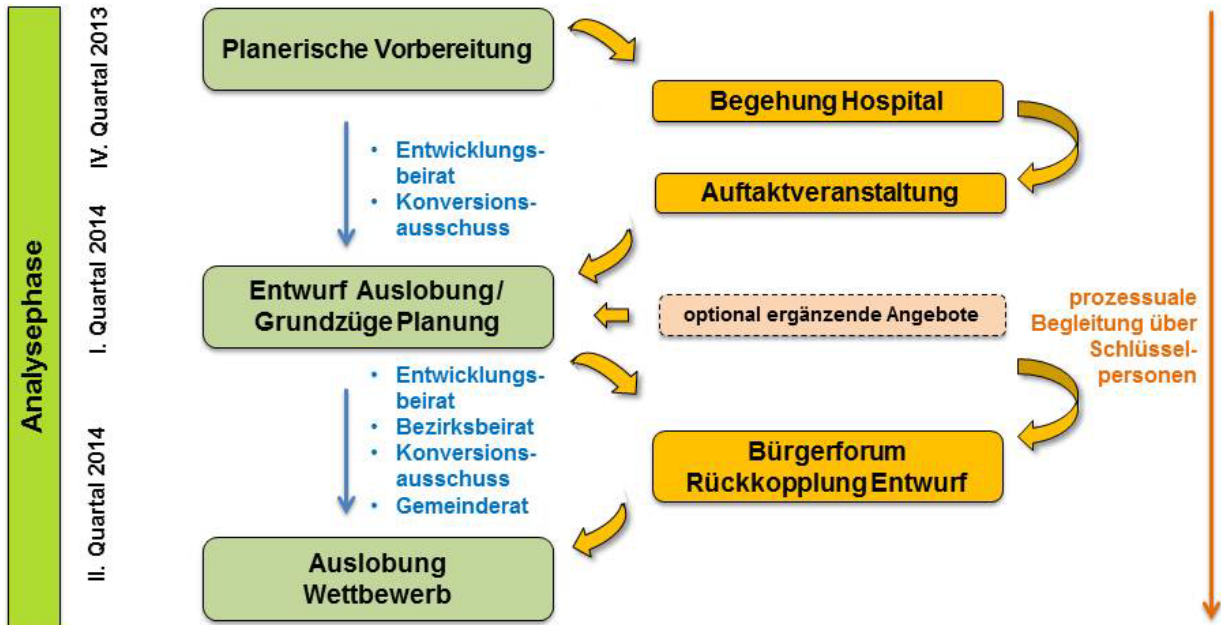 Analysephase
IV. Quartal 2013
I. Quartal 2014
II. Quartal 2014
Planerische Vorbereitung
Begehung Hospital
• Entwicklungs-
beirat
• Konversions-
ausschuss
Auftaktveranstaltung
Entwurf Auslobung/
Grundzüge Planung
optional ergänzende Angebote
prozessuale
Begleitung über
Schlüssel-
personen
• Entwicklungs-
beirat
• Bezirksbeirat
• Konversions-
ausschuss
• Gemeinderat
Bürgerforum
Rückkopplung Entwurf
Auslobung
Wettbewerb